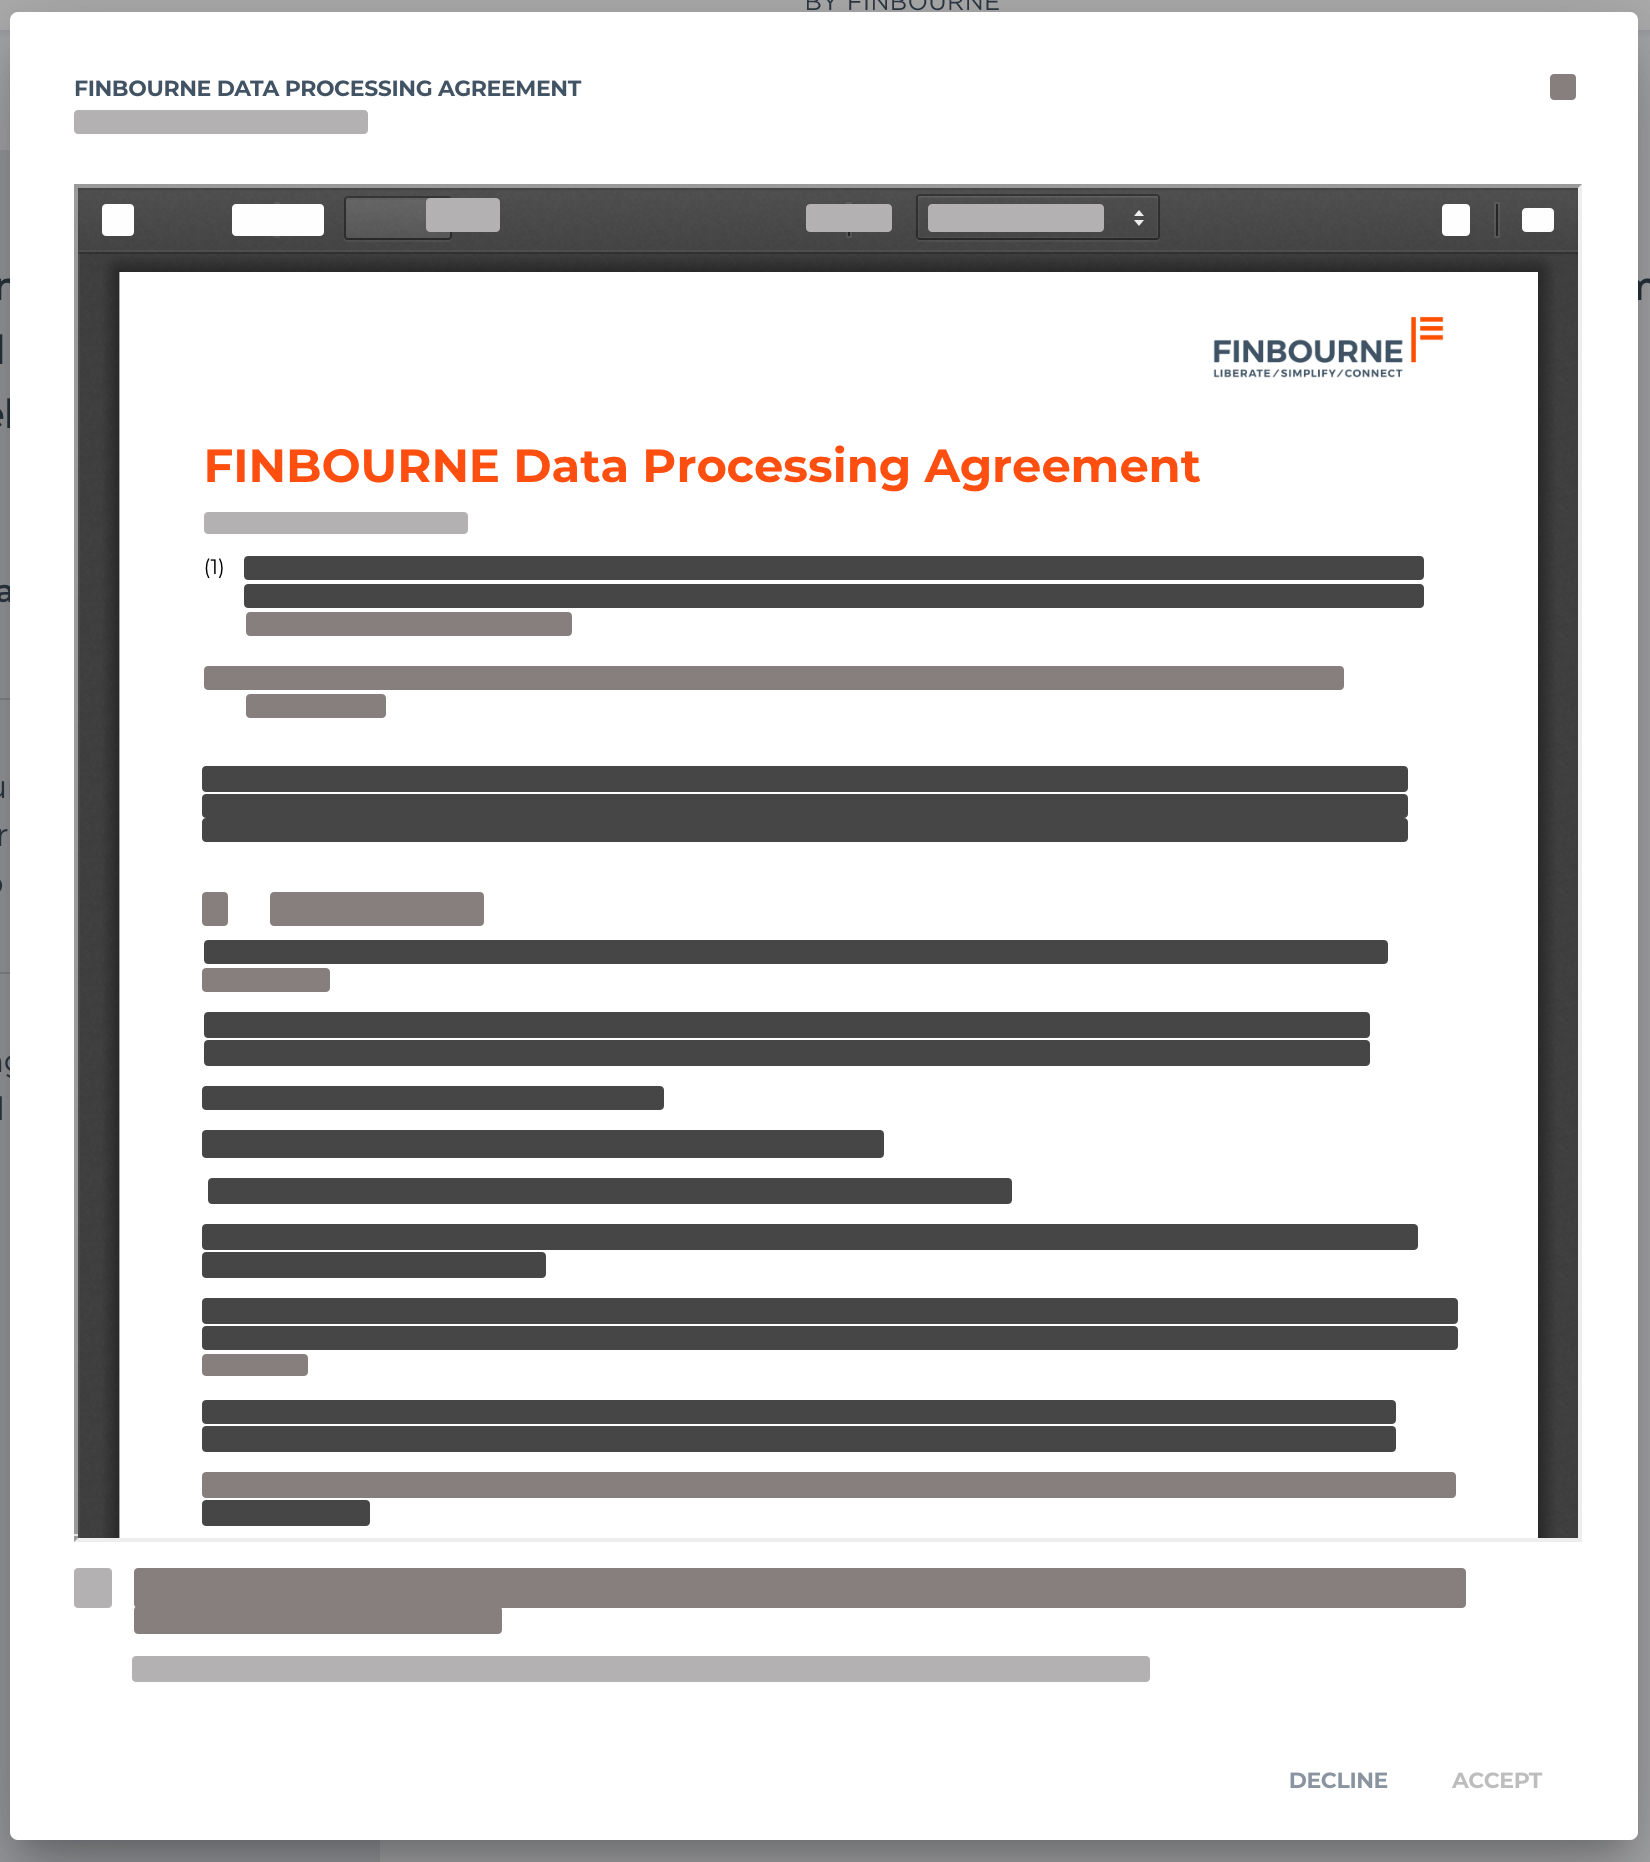 BY FINBOURNE
FINBOURNE DATA PROCESSING AGREEMENT
FINBOURNE
LIBERATE/SIMPLIFY/CONNECT
FINBOURNE Data Processing Agreement
(1)
DECLINE
ACCEPT